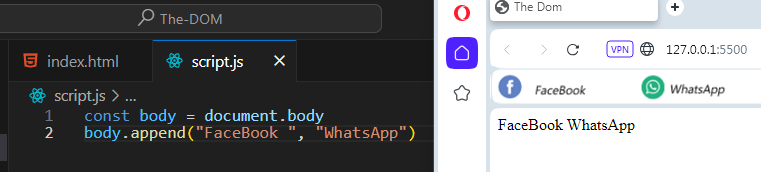 The-DOM
index.html
script.js
script.js > ...
1 const body = document.body
2 body.append("FaceBook ", "WhatsApp")
The Dom
VPN 127.0.0.1:5500
FaceBook WhatsApp
FaceBook WhatsApp